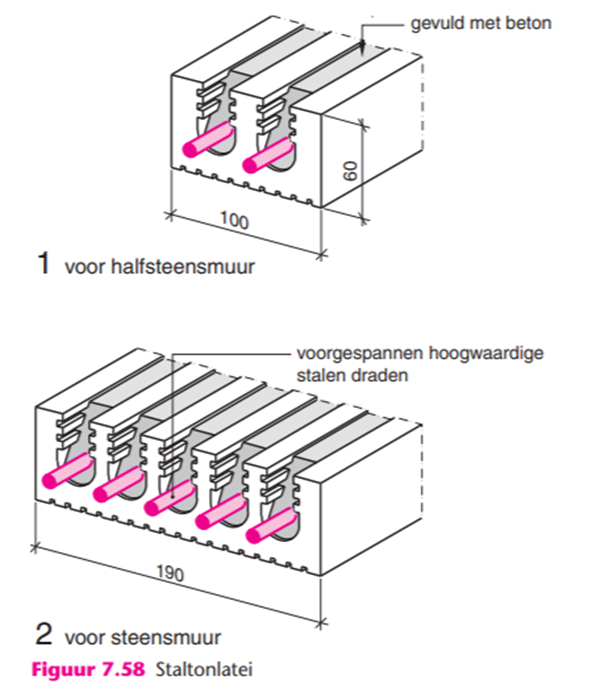 gevuld met beton
60
100
1 voor halfsteensmuur
voorgespannen hoogwaardige
stalen draden
190
2 voor steensmuur
Figuur 7.58 Staltonlatei